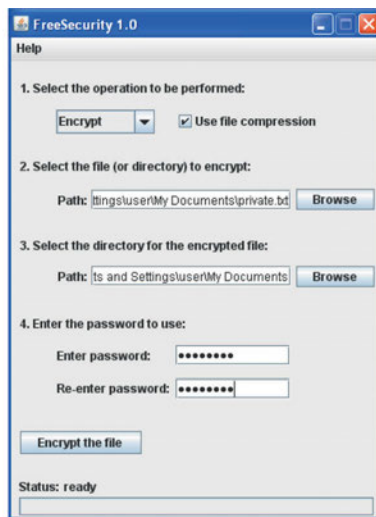 FreeSecurity 1.0
Help
1. Select the operation to be performed:
Encrypt Use file compression
2. Select the file (or directory) to encrypt:
Path: ttings\user\My Documents\private.txt Browse
3. Select the directory for the encrypted file:
Path: ts and Settings\user\My Documents Browse
4. Enter the password to use:
Enter password: ••••••••
Re-enter password: ••••••••
Encrypt the file
Status: ready